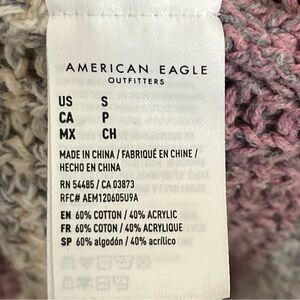 AMERICAN EAGLE
OUTFITTERS
US S
CA P
MX CH
MADE IN CHINA / FABRIQUÉ EN CHINE /
HECHO EN CHINA
RN 54485 / CA 03873
RFC# AEM120605U9A
EN 60% COTTON / 40% ACRYLIC
FR 60% COTON / 40% ACRYLIQUE
SP 60% algodón / 40% acrílico